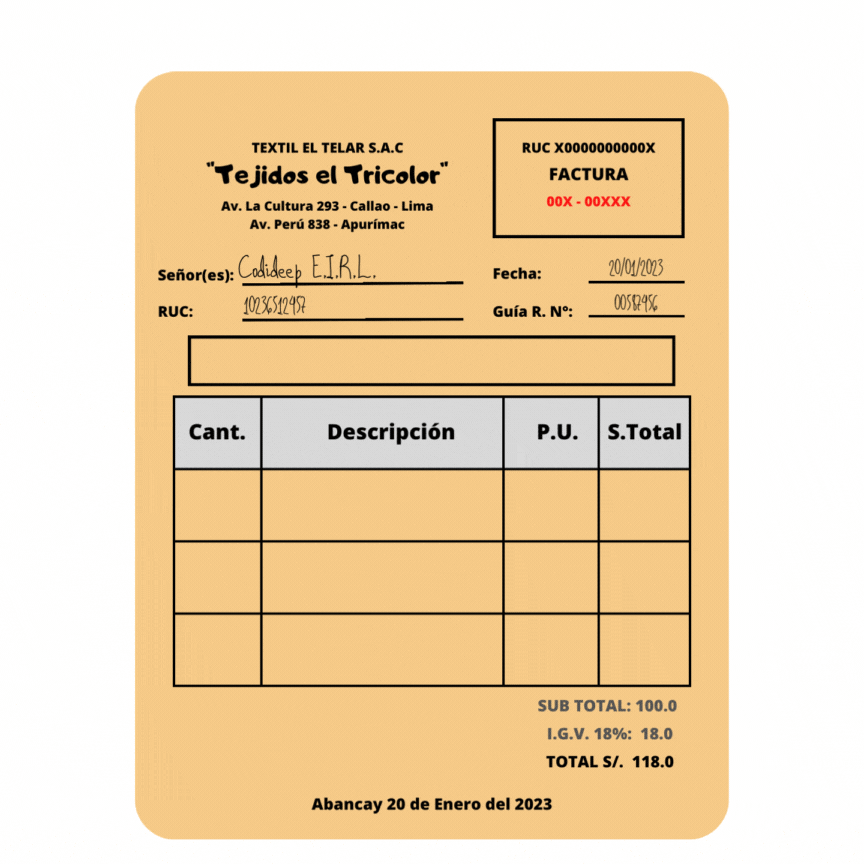 TEXTIL EL TELAR S.A.C
"Tejidos el Tricolor"
Av. La Cultura 293 - Callao - Lima
Av. Perú 838 - Apurímac
RUC X0000000000X
FACTURA
00X - 00XXX
Señor(es): Codideep E.I.R.L.
Fecha: 20/01/2023
RUC: 10236512457
Guía R. N°: 00587456
Cant. Descripción P.U. S.Total
SUB TOTAL: 100.0
I.G.V. 18%: 18.0
TOTAL S/. 118.0
Abancay 20 de Enero del 2023